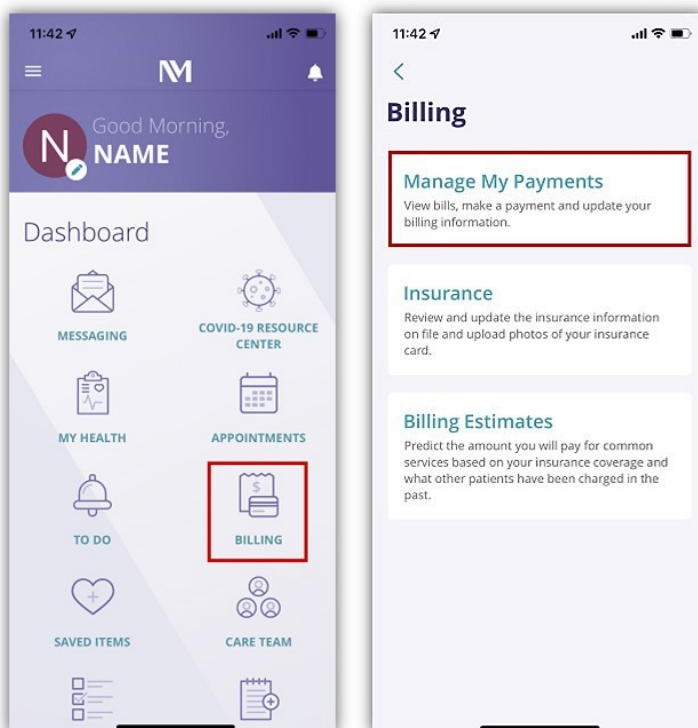 11:42
NM
Good Morning,
N
NAME
Dashboard
MESSAGING
COVID-19 RESOURCE
CENTER
MY HEALTH
APPOINTMENTS
$
TO DO
BILLING
SAVED ITEMS
CARE TEAM
11:42
Billing
Manage My Payments
View bills, make a payment and update your
billing information.
Insurance
Review and update the insurance information
on file and upload photos of your insurance
card.
Billing Estimates
Predict the amount you will pay for common
services based on your insurance coverage and
what other patients have been charged in the
past.